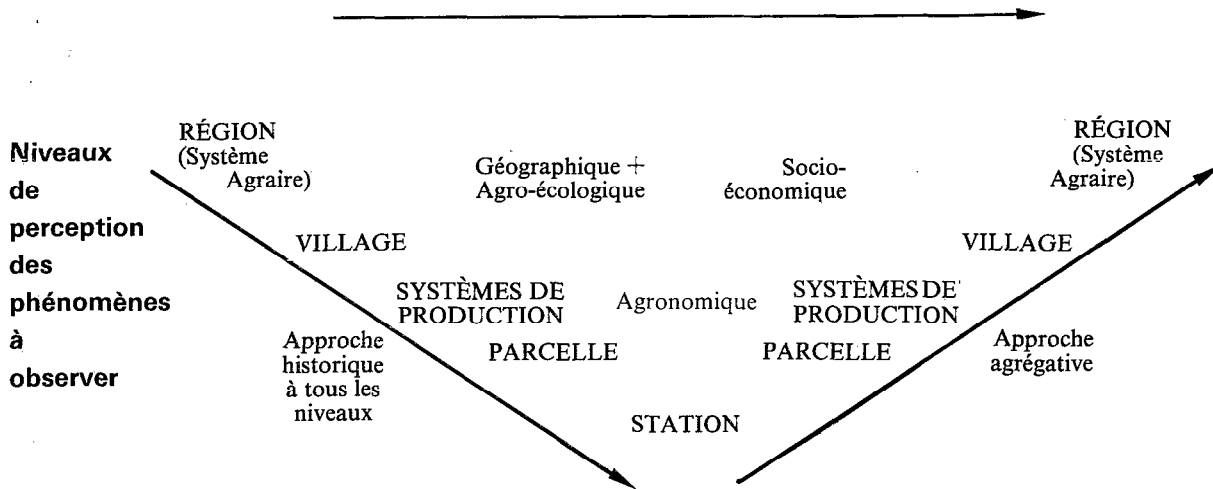 Niveaux
de
perception
des
phénomènes
à
observer
RÉGION
(Système
Agraire)
Géographique +
Agro-écologique
Socio-
économique
RÉGION
(Système
Agraire)
VILLAGE
VILLAGE
SYSTÈMES DE
PRODUCTION
Agronomique
SYSTÈMES DE
PRODUCTION
Approche
historique
à tous les
niveaux
PARCELLE
PARCELLE
Approche
agrégative
STATION